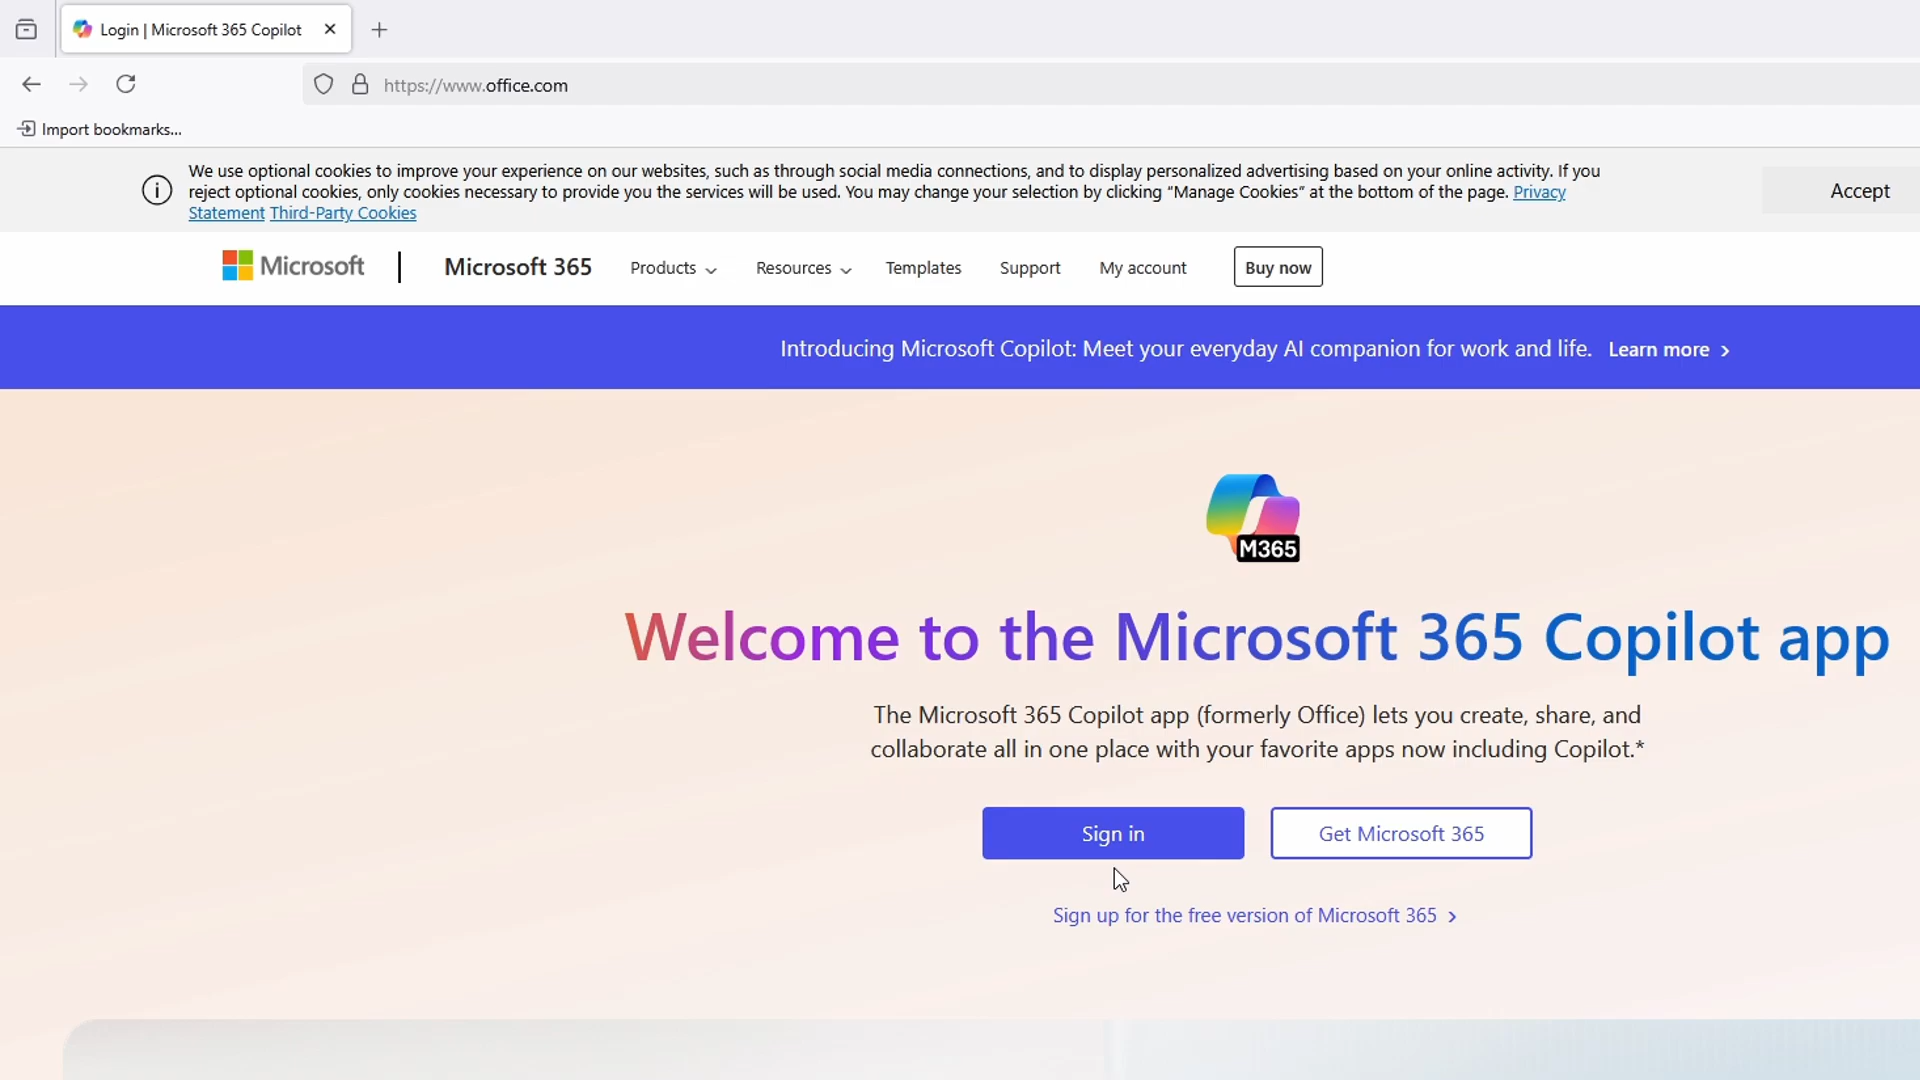 Login | Microsoft 365 Copilot
https://www.office.com
Import bookmarks...
We use optional cookies to improve your experience on our websites, such as through social media connections, and to display personalized advertising based on your online activity. If you
reject optional cookies, only cookies necessary to provide you the services will be used. You may change your selection by clicking “Manage Cookies” at the bottom of the page. Privacy
Statement Third-Party Cookies
Accept
Microsoft | Microsoft 365 Products Resources Templates Support My account Buy now
Introducing Microsoft Copilot: Meet your everyday AI companion for work and life. Learn more >
M365
Welcome to the Microsoft 365 Copilot app
The Microsoft 365 Copilot app (formerly Office) lets you create, share, and
collaborate all in one place with your favorite apps now including Copilot.*
Sign in Get Microsoft 365
Sign up for the free version of Microsoft 365 >